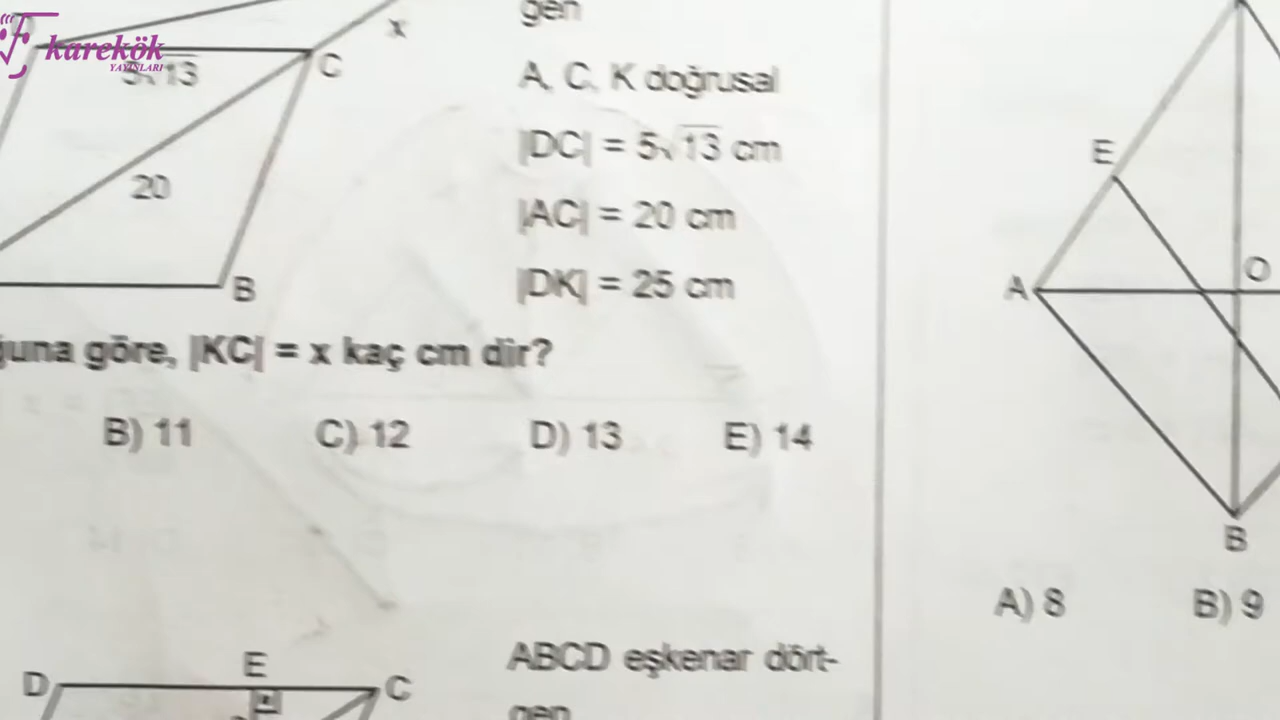 karekök
YAYINLARI
5√13
C
x
20
B
gen
A, C, K doğrusal
|DC| = 5√13 cm
|AC| = 20 cm
|DK| = 25 cm
göre, |KC| = x kaç cm dir?
B) 11 C) 12 D) 13 E) 14
D E C
ABCD eşkenar dört-
gen
E
A
O
B
A) 8 B) 9